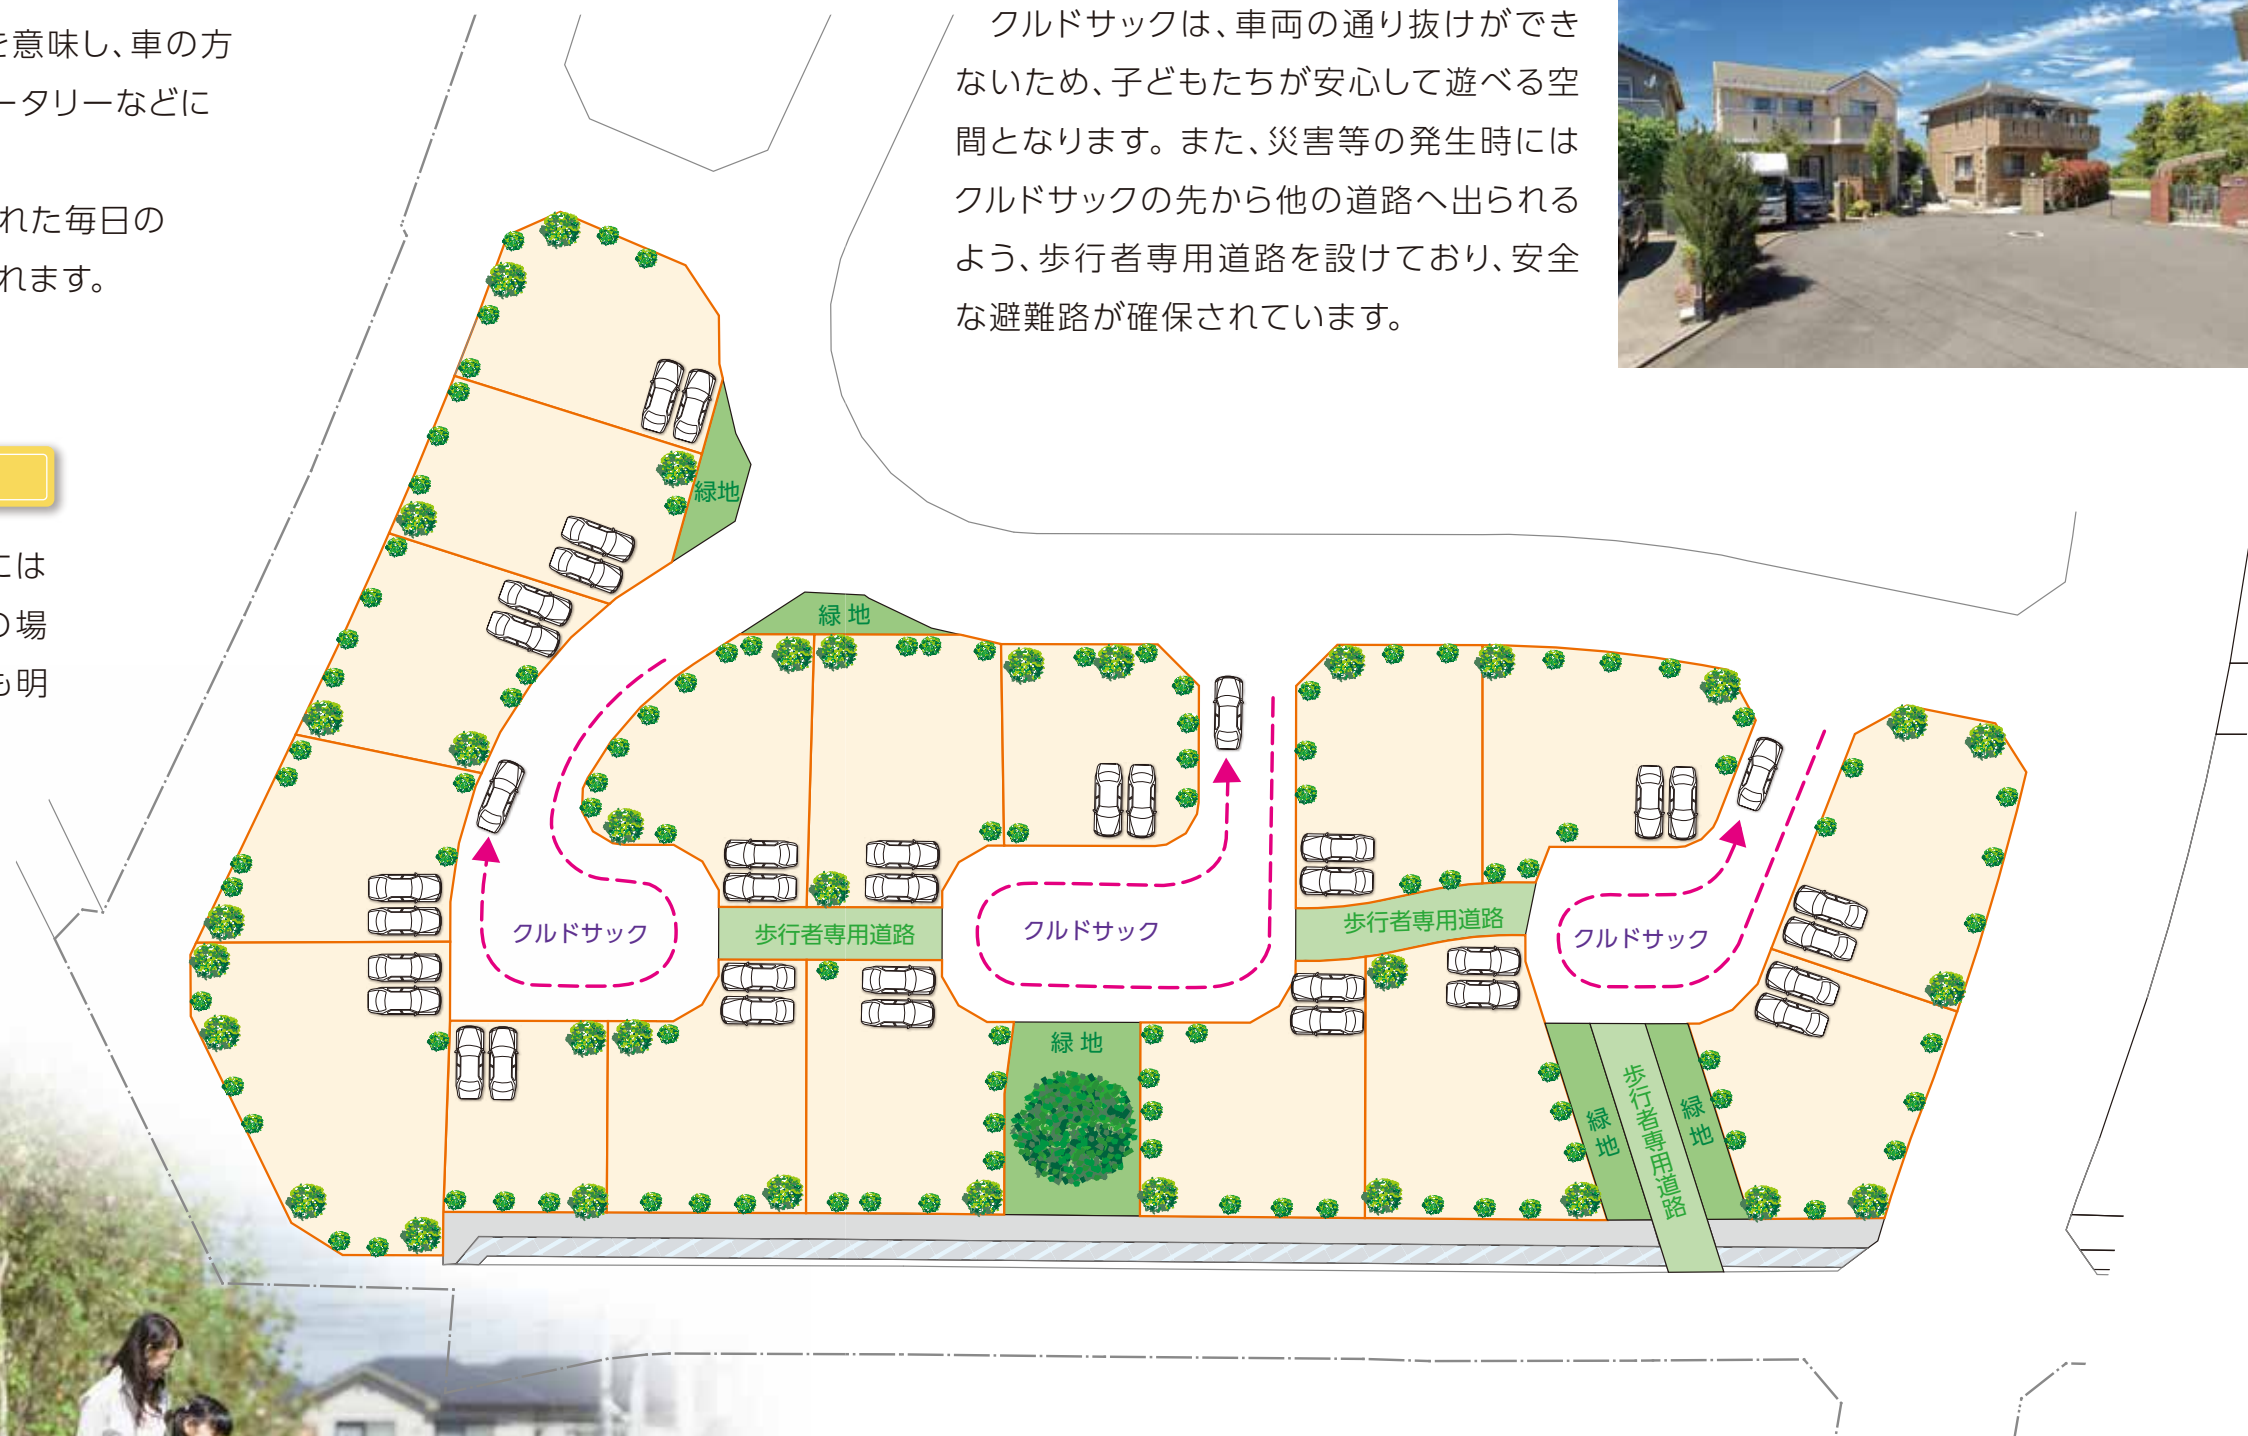 を意味し、車の方
ータリーなどに
れた毎日の
れます。
には
の場
も明
クルドサックは、車両の通り抜けができ
ないため、子どもたちが安心して遊べる空
間となります。また、災害等の発生時には
クルドサックの先から他の道路へ出られる
よう、歩行者専用道路を設けており、安全
な避難路が確保されています。
緑地
緑地
クルドサック
歩行者専用道路
クルドサック
歩行者専用道路
クルドサック
緑地
緑地
歩行者専用道路
緑地